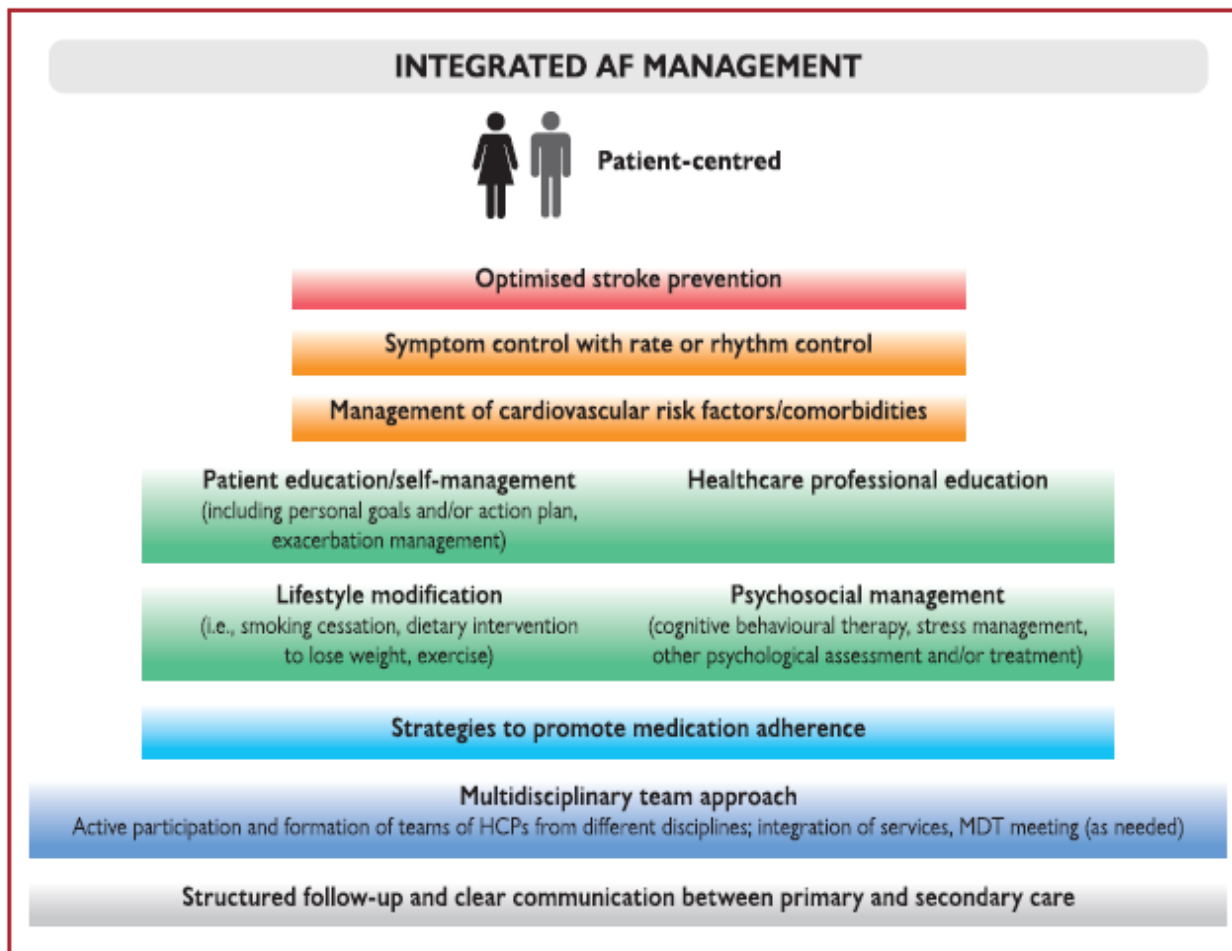 INTEGRATED AF MANAGEMENT
Patient-centred
Optimised stroke prevention
Symptom control with rate or rhythm control
Management of cardiovascular risk factors/comorbidities
Patient education/self-management
(including personal goals and/or action plan,
exacerbation management)
Healthcare professional education
Lifestyle modification
(i.e., smoking cessation, dietary intervention
to lose weight, exercise)
Psychosocial management
(cognitive behavioural therapy, stress management,
other psychological assessment and/or treatment)
Strategies to promote medication adherence
Multidisciplinary team approach
Active participation and formation of teams of HCPs from different disciplines; integration of services, MDT meeting (as needed)
Structured follow-up and clear communication between primary and secondary care